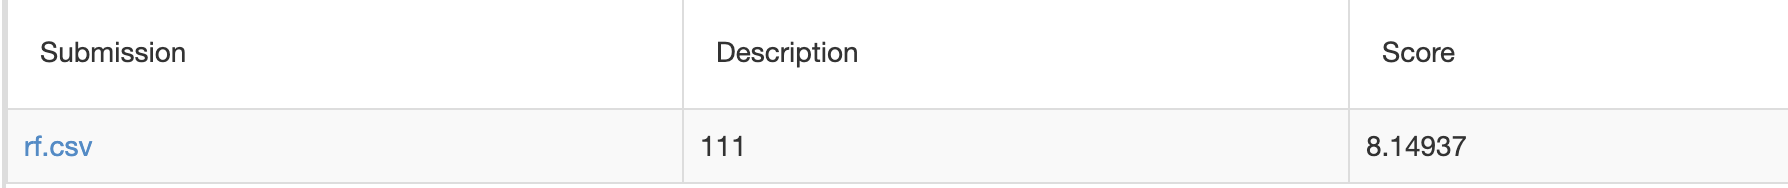 Submission Description Score
rf.csv 111 8.14937